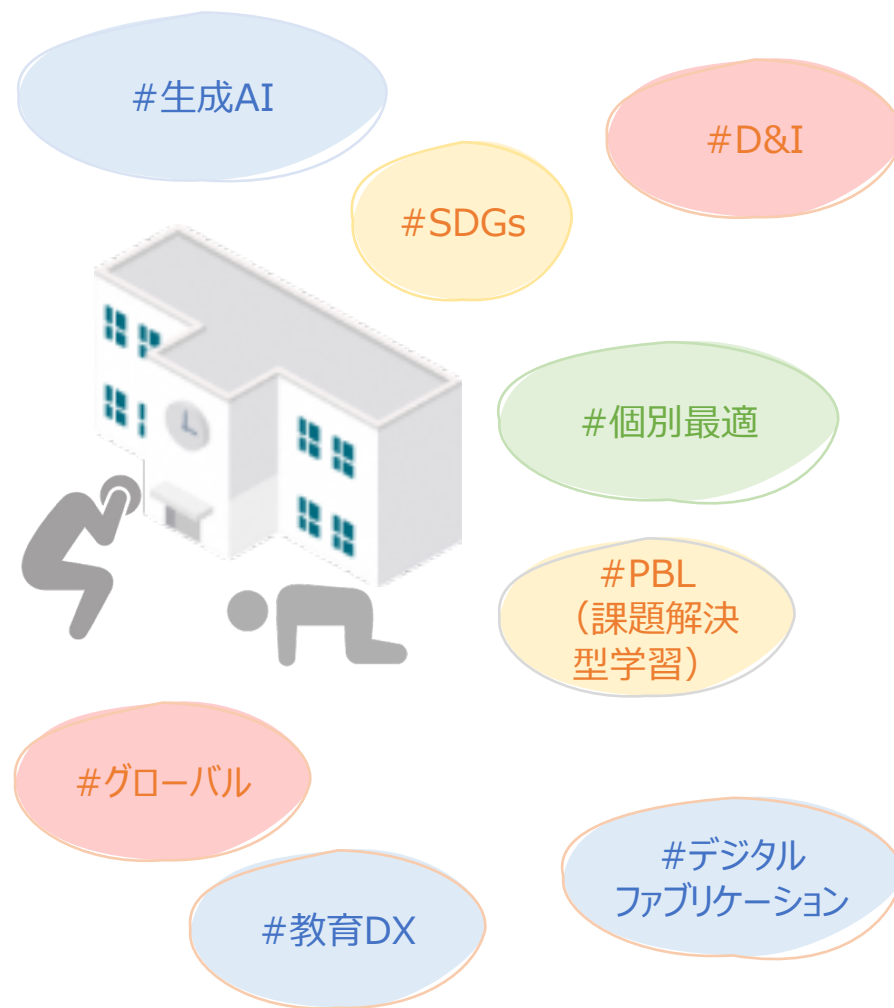 #生成AI
#D&I
#SDGs
#個別最適
#PBL
（課題解決
型学習）
#グローバル
#デジタル
ファブリケーション
#教育DX